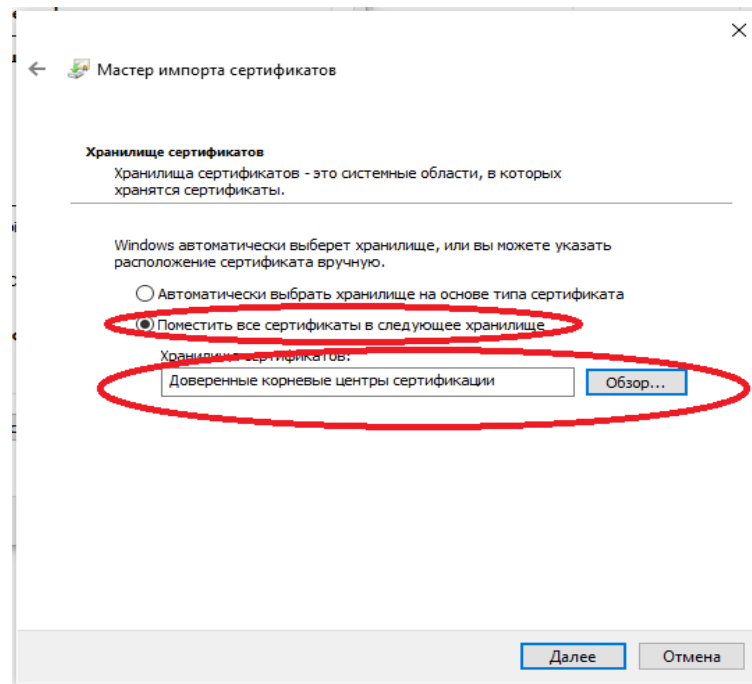 Мастер импорта сертификатов
Хранилище сертификатов
Хранилища сертификатов - это системные области, в которых
хранятся сертификаты.
Windows автоматически выберет хранилище, или вы можете указать
расположение сертификата вручную.
Автоматически выбрать хранилище на основе типа сертификата
Поместить все сертификаты в следующее хранилище
Хранилище сертификатов:
Доверенные корневые центры сертификации
Обзор...
Далее
Отмена